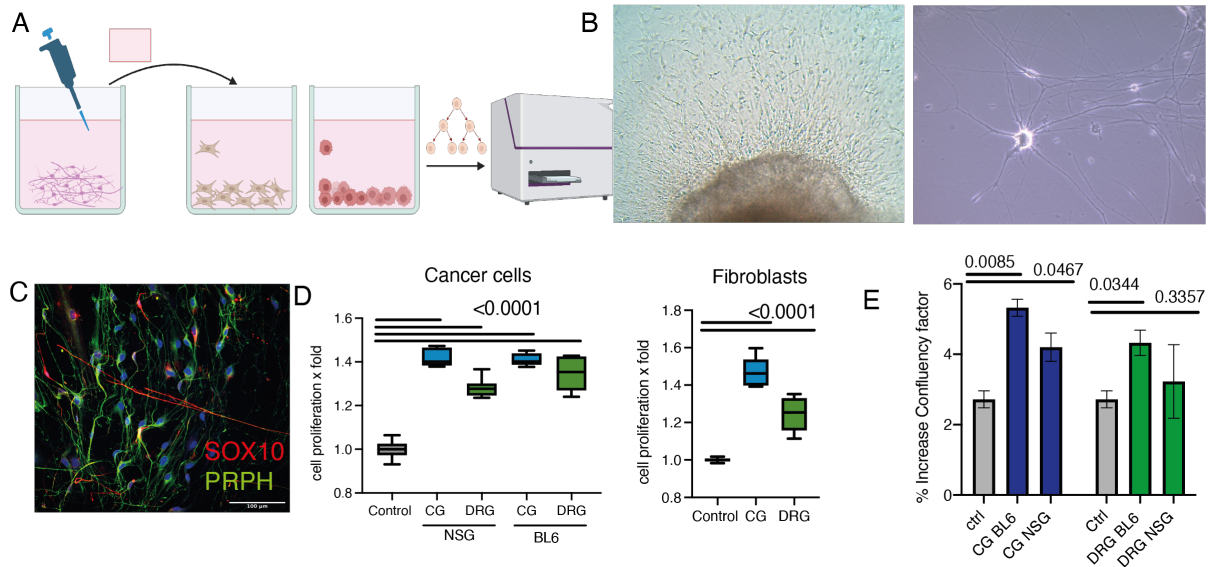 A
B
C
SOX10
PRPH
100 µm
D
Cancer cells
<0.0001
cell proliferation x fold
1.6
1.4
1.2
1.0
0.8
Control
CG
DRG
CG
DRG
NSG
BL6
Fibroblasts
<0.0001
cell proliferation x fold
1.8
1.6
1.4
1.2
1.0
0.8
Control
CG
DRG
E
0.0085
0.0467
0.0344
0.3357
% Increase Confluency factor
6
4
2
0
ctrl
CG BL6
CG NSG
Ctrl
DRG BL6
DRG NSG